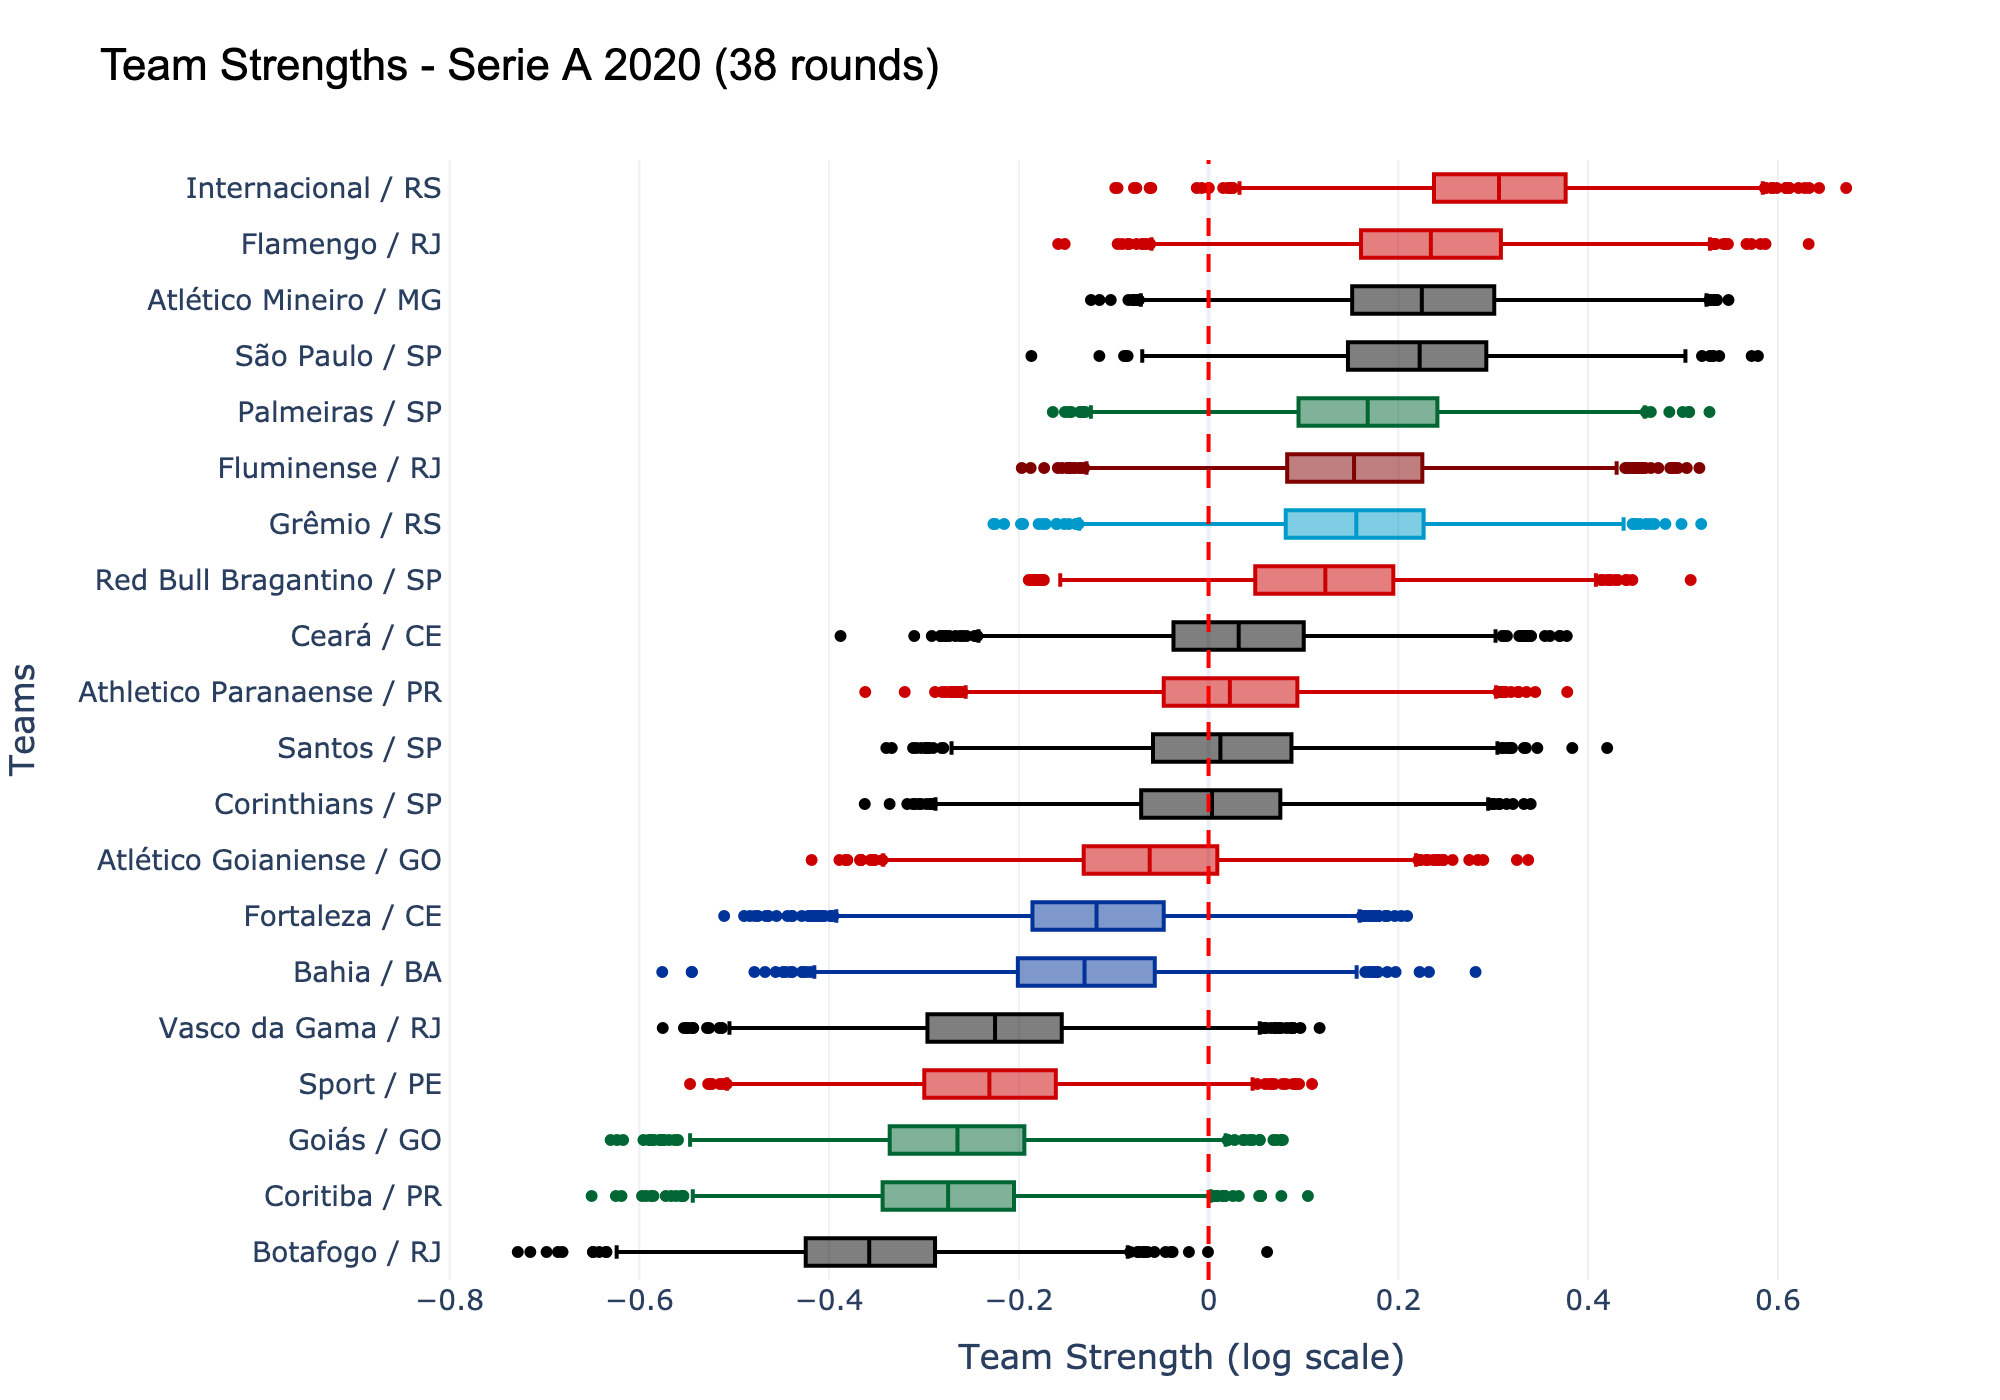 Team Strengths - Serie A 2020 (38 rounds)
Internacional / RS
Flamengo / RJ
Atlético Mineiro / MG
São Paulo / SP
Palmeiras / SP
Fluminense / RJ
Grêmio / RS
Red Bull Bragantino / SP
Ceará / CE
Athletico Paranaense / PR
Santos / SP
Corinthians / SP
Atlético Goianiense / GO
Fortaleza / CE
Bahia / BA
Vasco da Gama / RJ
Sport / PE
Goiás / GO
Coritiba / PR
Botafogo / RJ
Teams
−0.8 −0.6 −0.4 −0.2 0 0.2 0.4 0.6
Team Strength (log scale)